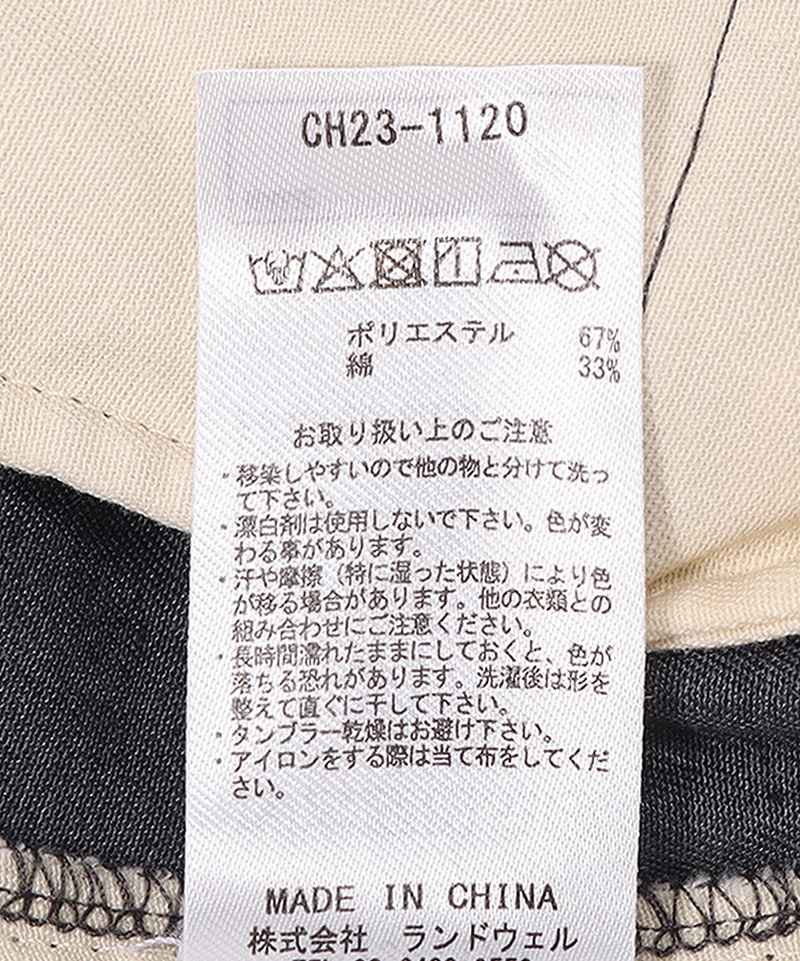 CH23-1120
ポリエステル 67%
綿 33%
お取り扱い上のご注意
・移染しやすいので他の物と分けて洗っ
て下さい。
・漂白剤は使用しないで下さい。色が変
わる事があります。
・汗や摩擦（特に湿った状態）により色
が移る場合があります。他の衣類との
組み合わせにご注意ください。
・長時間濡れたままにしておくと、色が
落ちる恐れがあります。洗濯後は形を
整えて直ぐに干して下さい。
・タンブラー乾燥はお避け下さい。
・アイロンをする際は当て布をしてくだ
さい。
MADE IN CHINA
株式会社 ランドウェル